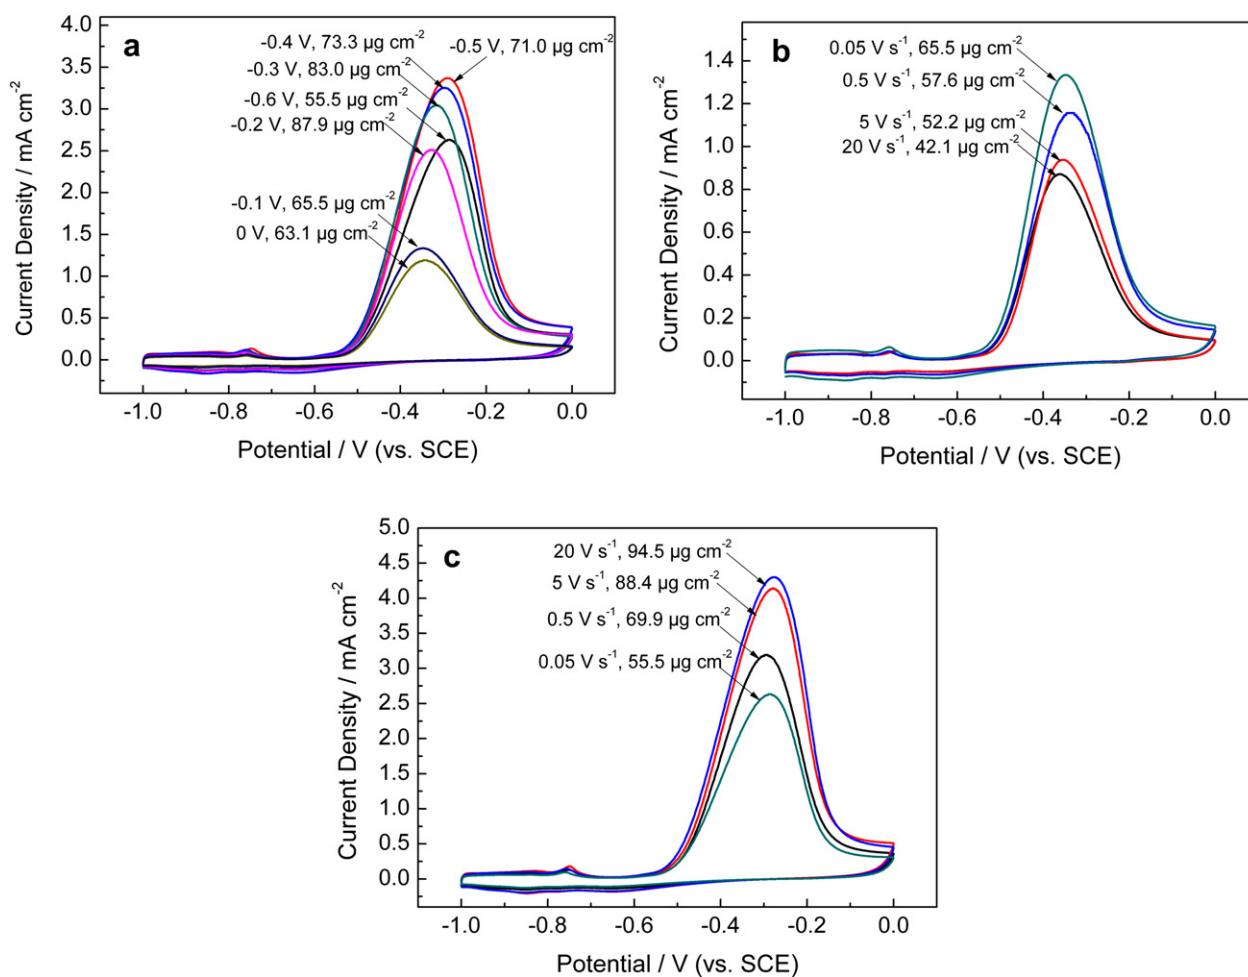 a
-0.4 V, 73.3 µg cm⁻²
-0.5 V, 71.0 µg cm⁻²
-0.3 V, 83.0 µg cm⁻²
-0.6 V, 55.5 µg cm⁻²
-0.2 V, 87.9 µg cm⁻²
-0.1 V, 65.5 µg cm⁻²
0 V, 63.1 µg cm⁻²
4.0
3.5
3.0
2.5
2.0
1.5
1.0
0.5
0.0
Current Density / mA cm⁻²
-1.0 -0.8 -0.6 -0.4 -0.2 0.0
Potential / V (vs. SCE)
b
0.05 V s⁻¹, 65.5 µg cm⁻²
0.5 V s⁻¹, 57.6 µg cm⁻²
5 V s⁻¹, 52.2 µg cm⁻²
20 V s⁻¹, 42.1 µg cm⁻²
1.4
1.2
1.0
0.8
0.6
0.4
0.2
0.0
Current Density / mA cm⁻²
-1.0 -0.8 -0.6 -0.4 -0.2 0.0
Potential / V (vs. SCE)
c
20 V s⁻¹, 94.5 µg cm⁻²
5 V s⁻¹, 88.4 µg cm⁻²
0.5 V s⁻¹, 69.9 µg cm⁻²
0.05 V s⁻¹, 55.5 µg cm⁻²
5.0
4.5
4.0
3.5
3.0
2.5
2.0
1.5
1.0
0.5
0.0
Current Density / mA cm⁻²
-1.0 -0.8 -0.6 -0.4 -0.2 0.0
Potential / V (vs. SCE)